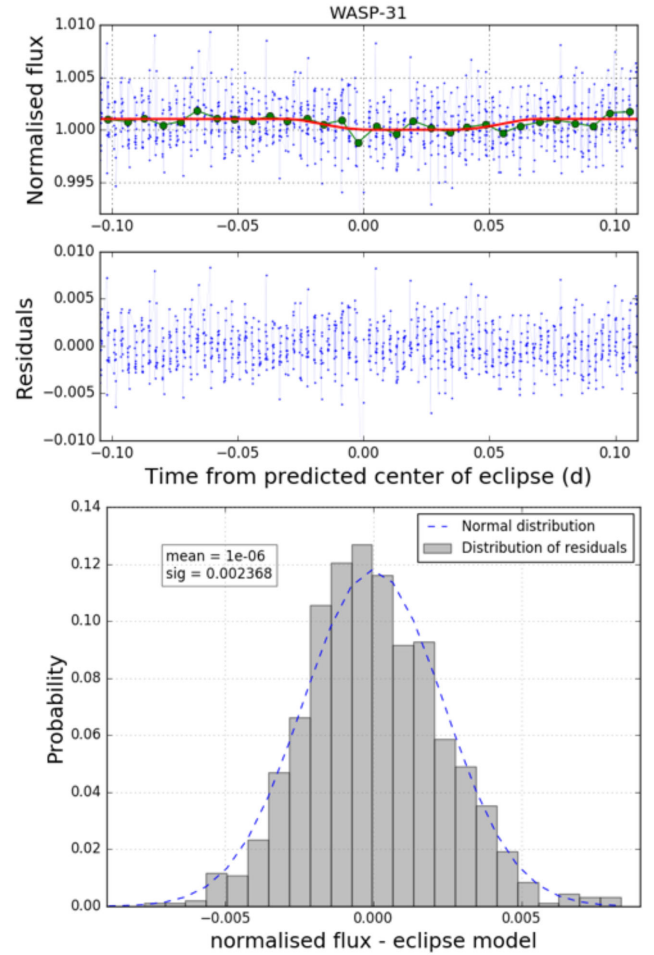 WASP-31
1.010
1.005
1.000
0.995
Normalised flux
−0.10 −0.05 0.00 0.05 0.10
0.010
0.005
0.000
−0.005
−0.010
Residuals
−0.10 −0.05 0.00 0.05 0.10
Time from predicted center of eclipse (d)
0.14
0.12
0.10
0.08
0.06
0.04
0.02
0.00
Probability
mean = 1e-06
sig = 0.002368
Normal distribution
Distribution of residuals
−0.005 0.000 0.005
normalised flux - eclipse model